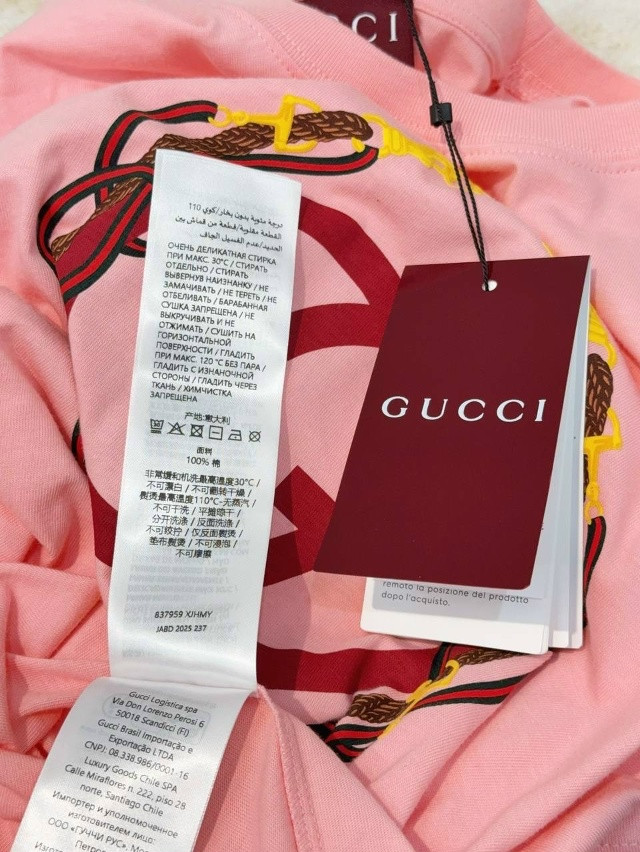 GUCCI
درجة مئوية بدون بخار/كوي 110
القطعة مقلوبة/قطعة من قماش بين
الحديد/عدم الغسيل الجاف
ОЧЕНЬ ДЕЛИКАТНАЯ СТИРКА
ПРИ МАКС. 30°C / СТИРАТЬ
ОТДЕЛЬНО / СТИРАТЬ
ВЫВЕРНУВ НАИЗНАНКУ / НЕ
ЗАМАЧИВАТЬ / НЕ ТЕРЕТЬ / НЕ
ОТБЕЛИВАТЬ / БАРАБАННАЯ
СУШКА ЗАПРЕЩЕНА / НЕ
ВЫКРУЧИВАТЬ И НЕ
ОТЖИМАТЬ / СУШИТЬ НА
ГОРИЗОНТАЛЬНОЙ
ПОВЕРХНОСТИ / ГЛАДИТЬ
ПРИ МАКС. 120 °C БЕЗ ПАРА /
ГЛАДИТЬ С ИЗНАНОЧНОЙ
СТОРОНЫ / ГЛАДИТЬ ЧЕРЕЗ
ТКАНЬ / ХИМЧИСТКА
ЗАПРЕЩЕНА
产地:意大利
面料
100% 棉
非常缓和机洗最高温度30°C /
不可漂白 / 不可翻转干燥 /
熨烫最高温度110°C-无蒸汽 /
不可干洗 / 平摊晾干 /
分开洗涤 / 反面洗涤 /
不可绞拧 / 仅反面熨烫 /
垫布熨烫 / 不可浸泡 /
不可摩擦
837959 XJHMY
JABD 2025 237
GUCCI
remoto la posizione del prodotto
dopo l'acquisto.
Gucci Logistica spa
Via Don Lorenzo Perosi 6
50018 Scandicci (FI)
Gucci Brasil Importação e
Exportação LTDA
CNPJ: 08.338.986/0001-16
Luxury Goods Chile SPA
Calle Miraflores n. 222, piso 28
norte, Santiago Chile
Импортер и уполномоченное
изготовителем лицо:
ООО «ГУЧЧИ РУС»